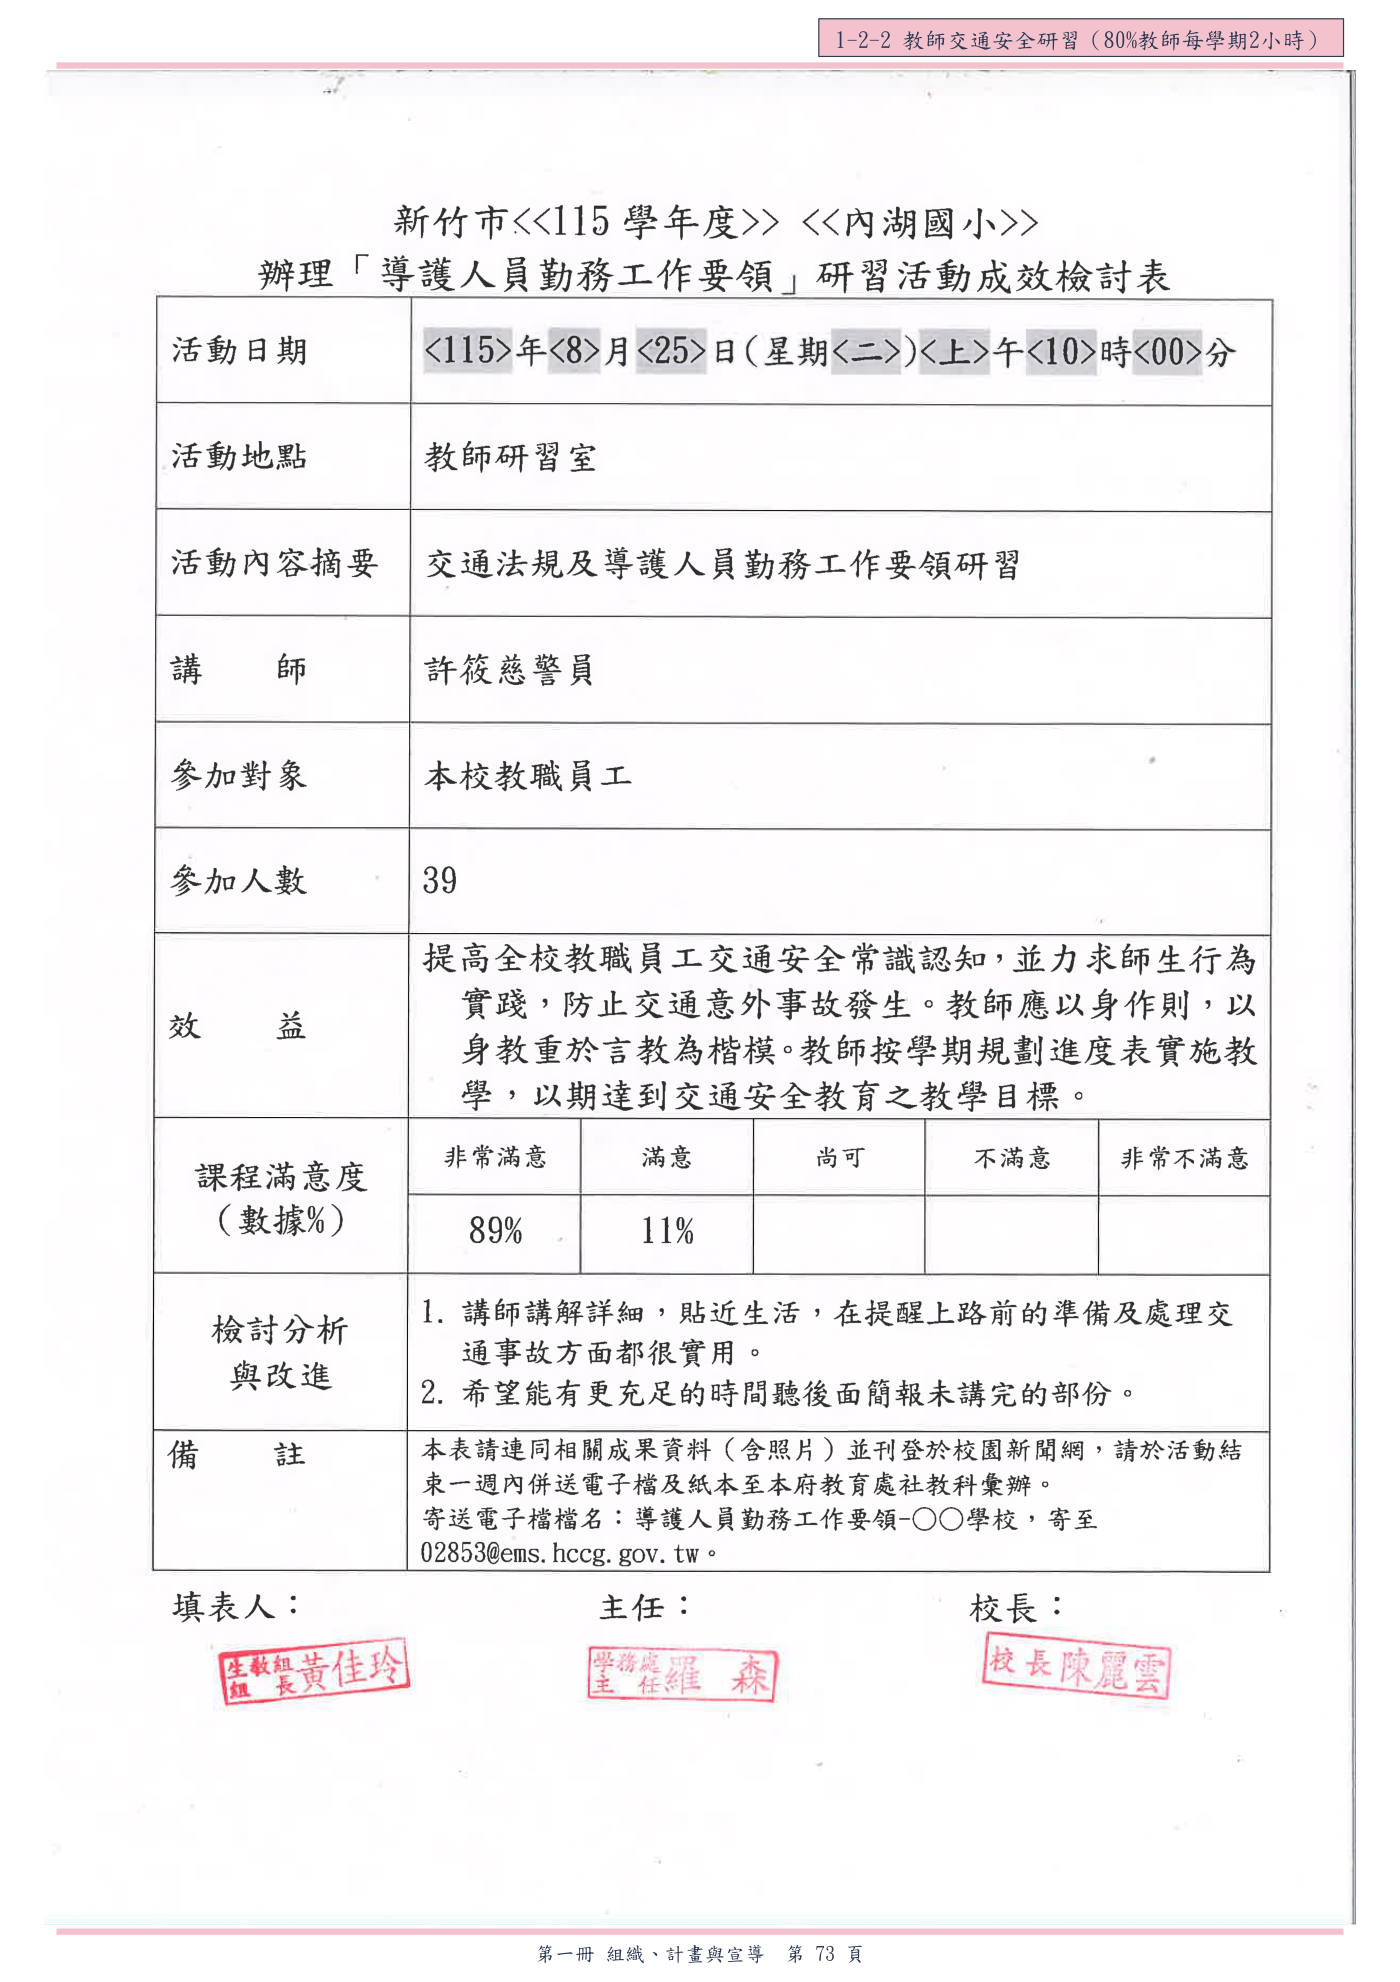 1-2-2 教師交通安全研習（80%教師每學期2小時）
新竹市<<115 學年度>> <<內湖國小>>
辦理「導護人員勤務工作要領」研習活動成效檢討表
活動日期 <115>年<8>月<25>日(星期<二>)<上>午<10>時<00>分
活動地點 教師研習室
活動內容摘要 交通法規及導護人員勤務工作要領研習
講 師 許筱慈警員
參加對象 本校教職員工
參加人數 39
提高全校教職員工交通安全常識認知，並力求師生行為
實踐，防止交通意外事故發生。教師應以身作則，以
效 益 身教重於言教為楷模。教師按學期規劃進度表實施教
學，以期達到交通安全教育之教學目標。
課程滿意度 非常滿意 滿意 尚可 不滿意 非常不滿意
（數據%） 89% 11%
檢討分析 1. 講師講解詳細，貼近生活，在提醒上路前的準備及處理交
通事故方面都很實用。
與改進 2. 希望能有更充足的時間聽後面簡報未講完的部份。
備 註 本表請連同相關成果資料（含照片）並刊登於校園新聞網，請於活動結
束一週內併送電子檔及紙本至本府教育處社教科彙辦。
寄送電子檔檔名：導護人員勤務工作要領-○○學校，寄至
02853@ems.hccg.gov.tw。
填表人： 主任： 校長：
生教組組長黃佳玲 學務處主任羅森 校長陳麗雲
第一冊 組織、計畫與宣導 第 73 頁